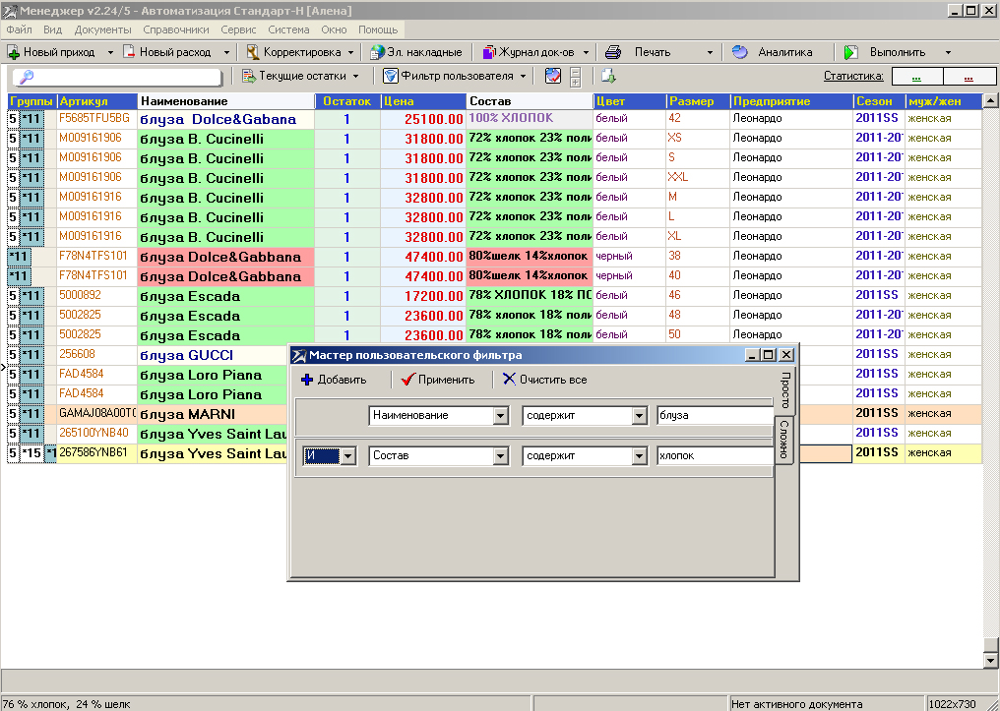 Менеджер v2.24/5 - Автоматизация Стандарт-Н [Алена]
Файл Вид Документы Справочники Сервис Система Окно Помощь
Новый приход Новый расход Корректировка Эл. накладные Журнал док-ов Печать Аналитика Выполнить
Текущие остатки Фильтр пользователя Статистика: ... ...
Группы Артикул Наименование Остаток Цена Состав Цвет Размер Предприятие Сезон муж/жен
5 *11 F5685TFU5BG блуза Dolce&Gabana 1 25100.00 100% ХЛОПОК белый 42 Леонардо 2011SS женская
5 *11 M009161906 блуза B. Cucinelli 1 31800.00 72% хлопок 23% поли белый XS Леонардо 2011-20 женская
5 *11 M009161906 блуза B. Cucinelli 1 31800.00 72% хлопок 23% поли белый S Леонардо 2011-20 женская
5 *11 M009161906 блуза B. Cucinelli 1 31800.00 72% хлопок 23% поли белый XXL Леонардо 2011-20 женская
5 *11 M009161916 блуза B. Cucinelli 1 32800.00 72% хлопок 23% поли белый M Леонардо 2011-20 женская
5 *11 M009161916 блуза B. Cucinelli 1 32800.00 72% хлопок 23% поли белый L Леонардо 2011-20 женская
5 *11 M009161916 блуза B. Cucinelli 1 32800.00 72% хлопок 23% поли белый XL Леонардо 2011-20 женская
*11 F78N4TFS101 блуза Dolce&Gabbana 1 47400.00 80%шелк 14%хлопок черный 38 Леонардо 2011-20 женская
*11 F78N4TFS101 блуза Dolce&Gabbana 1 47400.00 80%шелк 14%хлопок черный 40 Леонардо 2011-20 женская
5 *11 5000892 блуза Escada 1 17200.00 78% ХЛОПОК 18% ПО белый 46 Леонардо 2011SS женская
5 *11 5002825 блуза Escada 1 23600.00 78% хлопок 18% поли белый 48 Леонардо 2011-20 женская
5 *11 5002825 блуза Escada 1 23600.00 78% хлопок 18% поли белый 50 Леонардо 2011-20 женская
5 *11 256608 блуза GUCCI 2011SS женская
5 *11 FAD4584 блуза Loro Piana 2011SS женская
5 *11 FAD4584 блуза Loro Piana 2011SS женская
5 *11 GAMAJ08A00TC блуза MARNI 2011SS женская
5 *11 265100YNB40 блуза Yves Saint Lau 2011SS женская
5 *15 *1 267586YNB61 блуза Yves Saint Lau 2011SS женская
Мастер пользовательского фильтра
Добавить Применить Очистить все
Просто
Сложно
Наименование содержит блуза
И Состав содержит хлопок
76 % хлопок, 24 % шелк Нет активного документа 1022x730